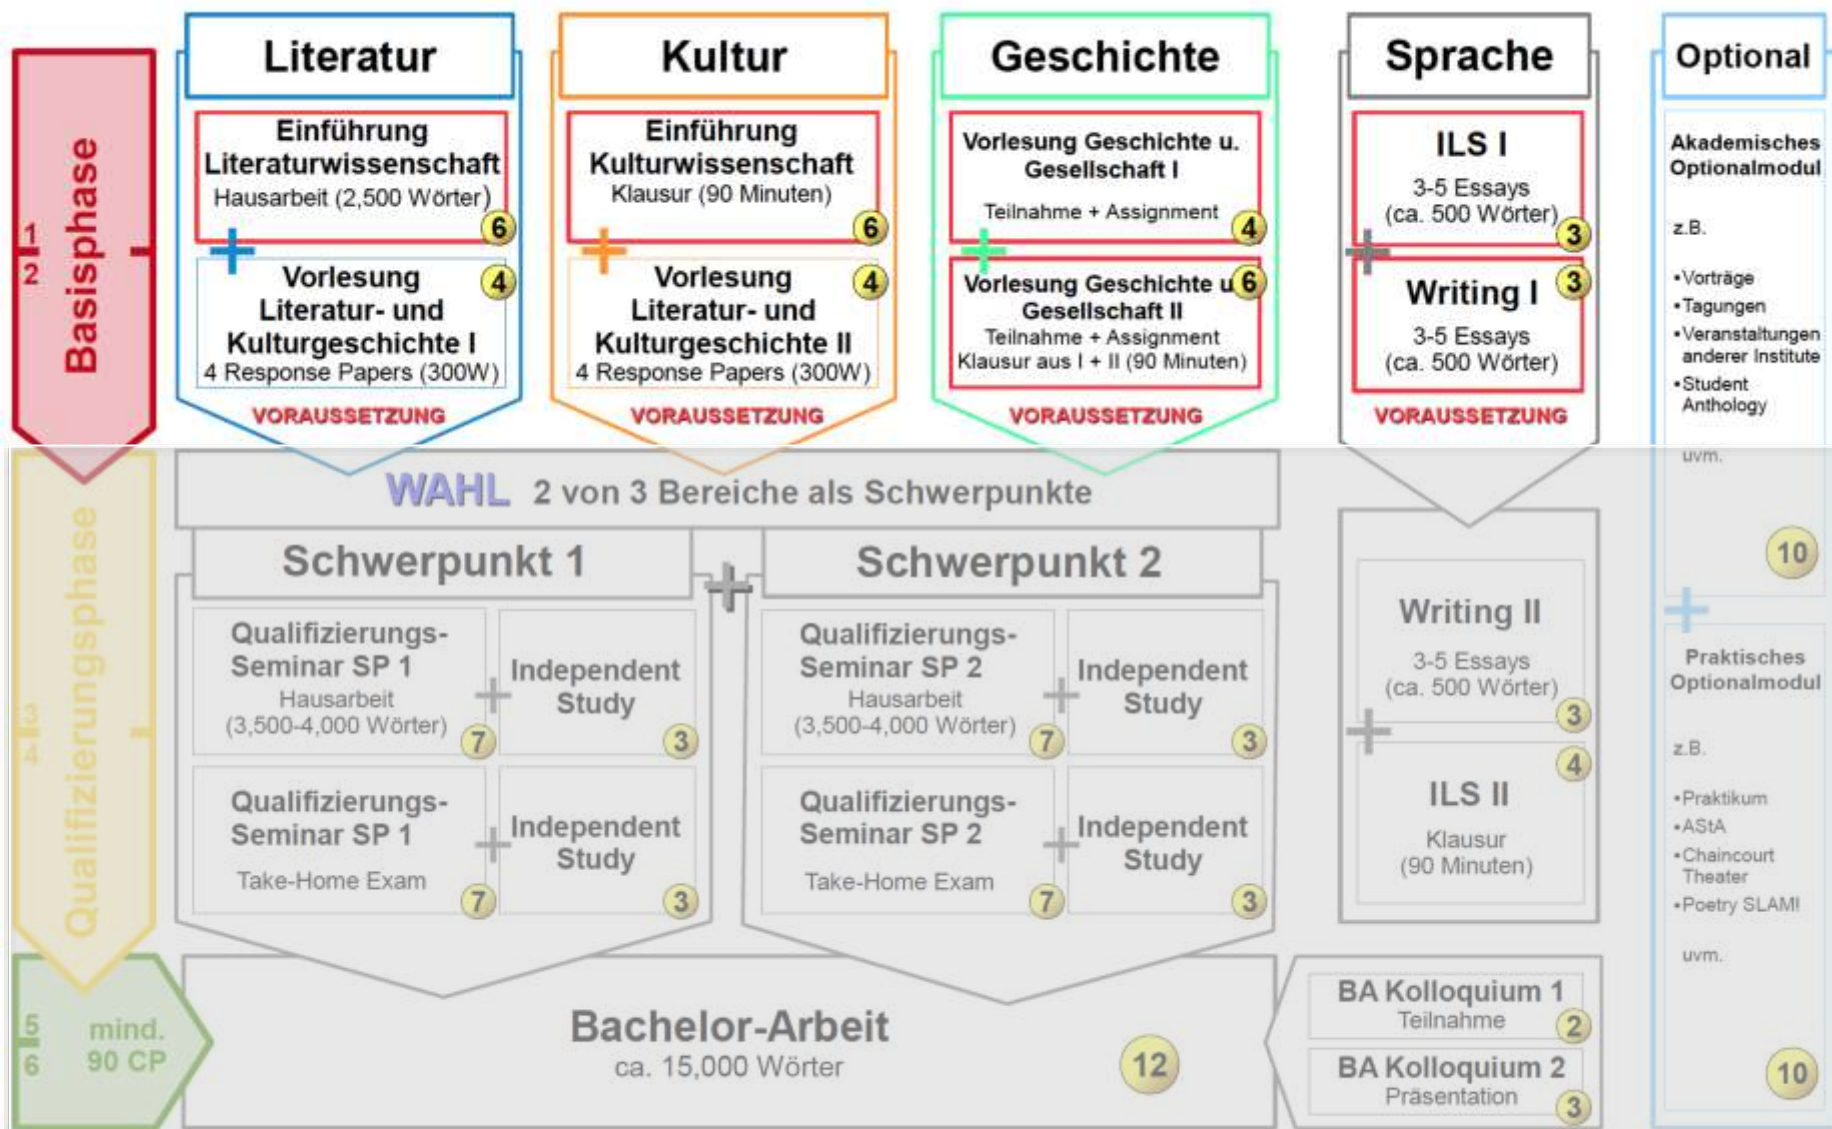 Literatur
Kultur
Geschichte
Sprache
Optional
Basisphase
1
2
Einführung
Literaturwissenschaft
Hausarbeit (2,500 Wörter)
6
Vorlesung
Literatur- und
Kulturgeschichte I
4 Response Papers (300W)
4
VORAUSSETZUNG
Einführung
Kulturwissenschaft
Klausur (90 Minuten)
6
Vorlesung
Literatur- und
Kulturgeschichte II
4 Response Papers (300W)
4
VORAUSSETZUNG
Vorlesung Geschichte u.
Gesellschaft I
Teilnahme + Assignment
4
Vorlesung Geschichte u.
Gesellschaft II
Teilnahme + Assignment
Klausur aus I + II (90 Minuten)
6
VORAUSSETZUNG
ILS I
3-5 Essays
(ca. 500 Wörter)
3
Writing I
3-5 Essays
(ca. 500 Wörter)
3
VORAUSSETZUNG
Akademisches
Optionalmodul
z.B.
•Vorträge
•Tagungen
•Veranstaltungen
anderer Institute
•Student
Anthology
uvm.
10
Qualifizierungsphase
3
4
WAHL 2 von 3 Bereiche als Schwerpunkte
Schwerpunkt 1
Qualifizierungs-
Seminar SP 1
Hausarbeit
(3,500-4,000 Wörter)
7
Independent
Study
3
Qualifizierungs-
Seminar SP 1
Take-Home Exam
7
Independent
Study
3
Schwerpunkt 2
Qualifizierungs-
Seminar SP 2
Hausarbeit
(3,500-4,000 Wörter)
7
Independent
Study
3
Qualifizierungs-
Seminar SP 2
Take-Home Exam
7
Independent
Study
3
Writing II
3-5 Essays
(ca. 500 Wörter)
3
ILS II
Klausur
(90 Minuten)
4
Praktisches
Optionalmodul
z.B.
•Praktikum
•AStA
•Chaincourt
Theater
•Poetry SLAM!
uvm.
10
5
6
mind.
90 CP
Bachelor-Arbeit
ca. 15,000 Wörter
12
BA Kolloquium 1
Teilnahme
2
BA Kolloquium 2
Präsentation
3